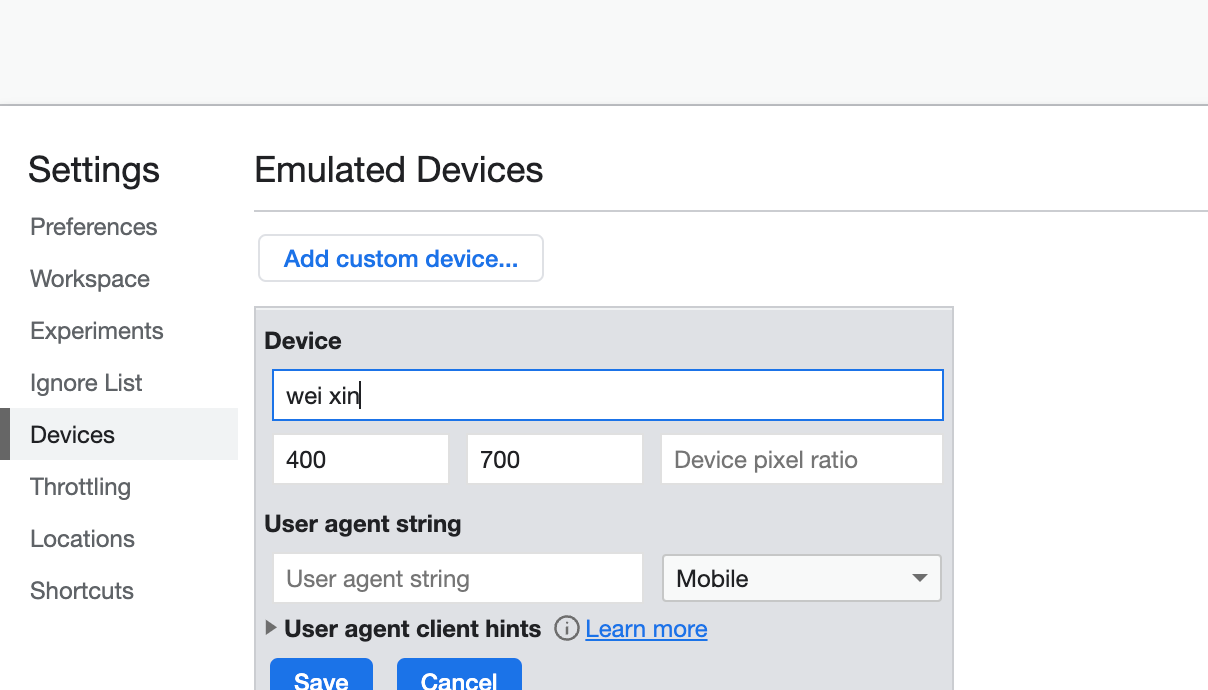 Settings
Preferences
Workspace
Experiments
Ignore List
Devices
Throttling
Locations
Shortcuts
Emulated Devices
Add custom device...
Device
wei xin
400 700 Device pixel ratio
User agent string
User agent string Mobile
User agent client hints Learn more
Save Cancel